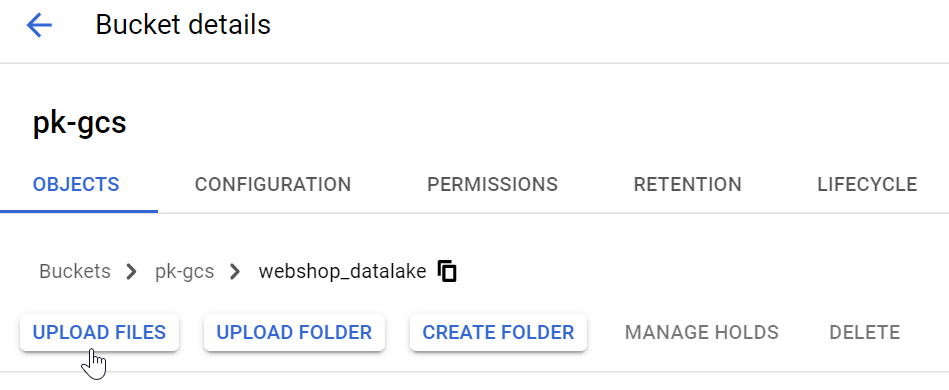 Bucket details
pk-gcs
OBJECTS CONFIGURATION PERMISSIONS RETENTION LIFECYCLE
Buckets > pk-gcs > webshop_datalake
UPLOAD FILES UPLOAD FOLDER CREATE FOLDER MANAGE HOLDS DELETE